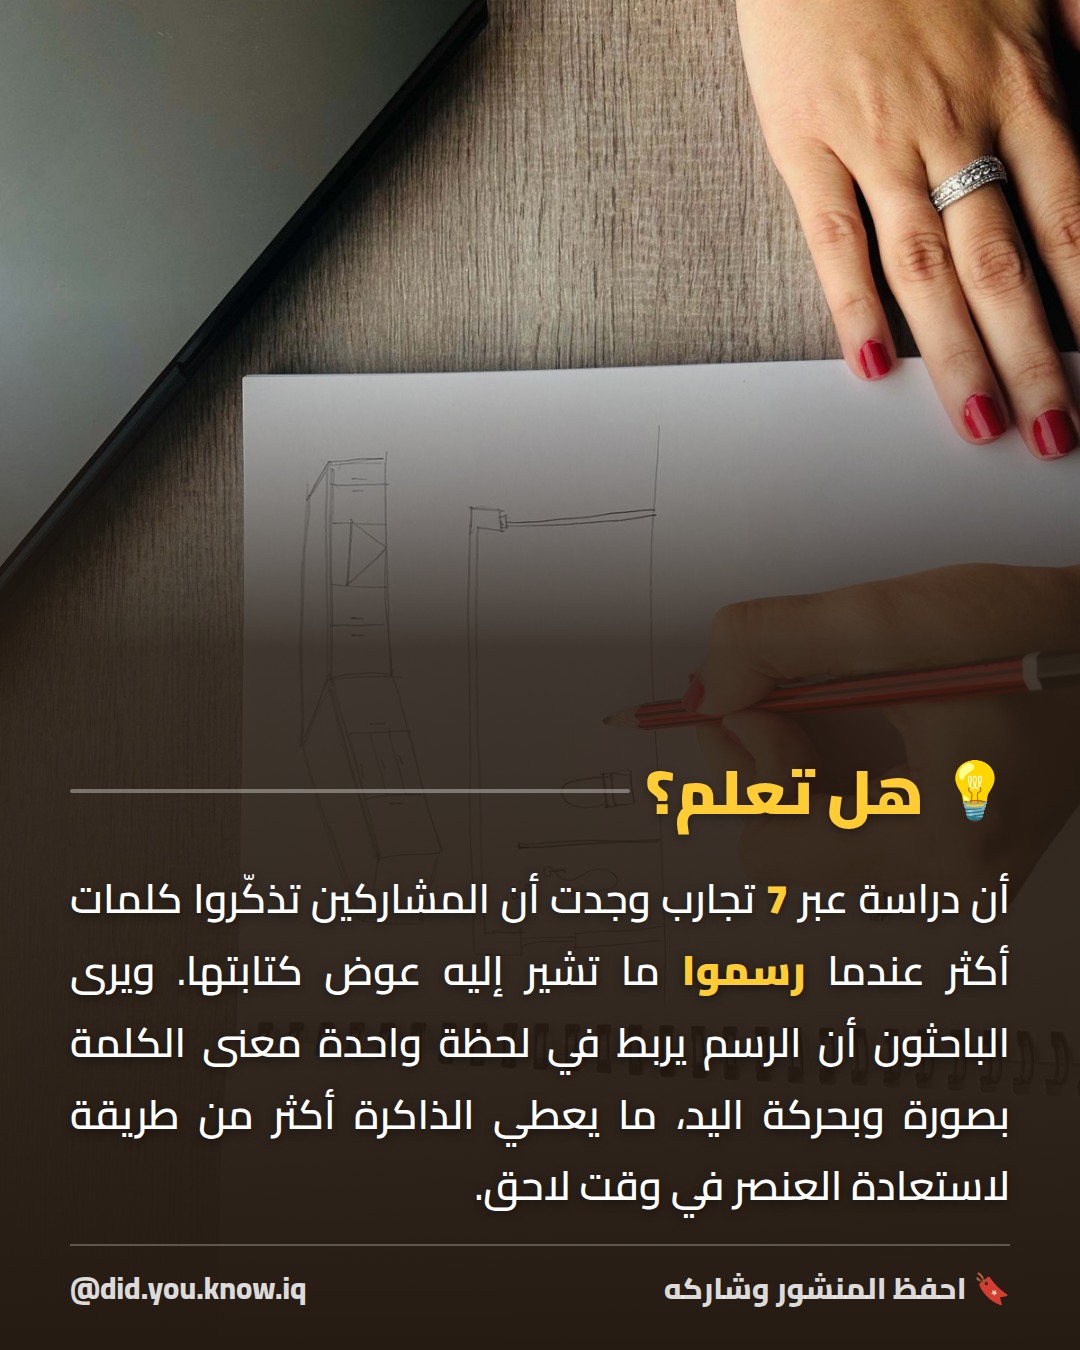 💡 هل تعلم؟
أن دراسة عبر 7 تجارب وجدت أن المشاركين تذكّروا كلمات
أكثر عندما رسموا ما تشير إليه عوض كتابتها. ويرى
الباحثون أن الرسم يربط في لحظة واحدة معنى الكلمة
بصورة وبحركة اليد، ما يعطي الذاكرة أكثر من طريقة
لاستعادة العنصر في وقت لاحق.
🔖 احفظ المنشور وشاركه
@did.you.know.iq